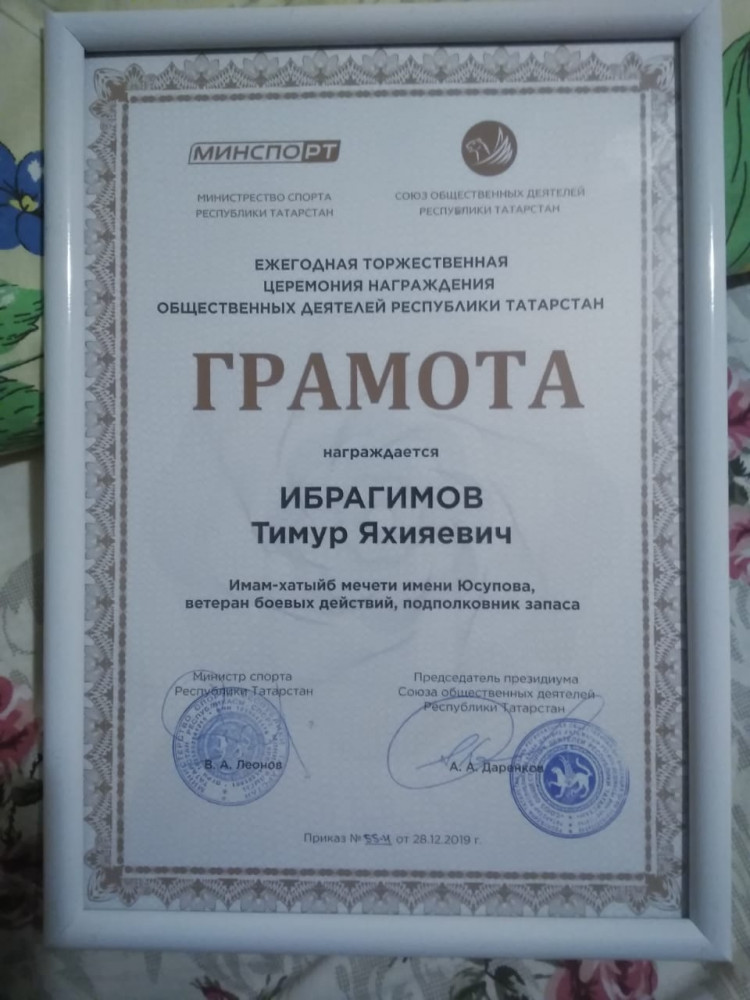 МИНСПОРТ
МИНИСТРЕСТВО СПОРТА
РЕСПУБЛИКИ ТАТАРСТАН
СОЮЗ ОБЩЕСТВЕННЫХ ДЕЯТЕЛЕЙ
РЕСПУБЛИКИ ТАТАРСТАН
ЕЖЕГОДНАЯ ТОРЖЕСТВЕННАЯ
ЦЕРЕМОНИЯ НАГРАЖДЕНИЯ
ОБЩЕСТВЕННЫХ ДЕЯТЕЛЕЙ РЕСПУБЛИКИ ТАТАРСТАН
ГРАМОТА
награждается
ИБРАГИМОВ
Тимур Яхияевич
Имам-хатыйб мечети имени Юсупова,
ветеран боевых действий, подполковник запаса
Министр спорта
Республики Татарстан
В. А. Леонов
Председатель президиума
Союза общественных деятелей
Республики Татарстан
А. А. Даренков
Приказ № 55-Ч от 28.12.2019 г.